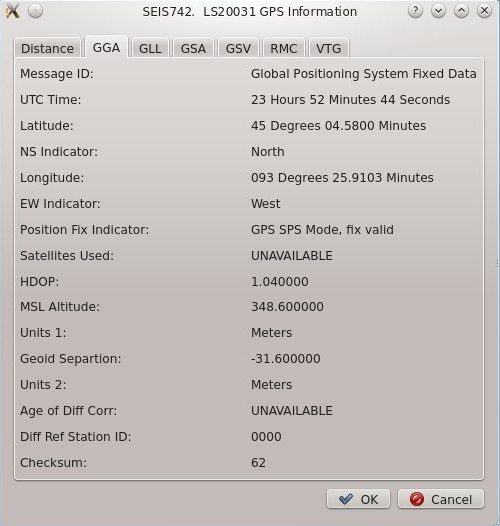 SEIS742. LS20031 GPS Information
Distance GGA GLL GSA GSV RMC VTG
Message ID: Global Positioning System Fixed Data
UTC Time: 23 Hours 52 Minutes 44 Seconds
Latitude: 45 Degrees 04.5800 Minutes
NS Indicator: North
Longitude: 093 Degrees 25.9103 Minutes
EW Indicator: West
Position Fix Indicator: GPS SPS Mode, fix valid
Satellites Used: UNAVAILABLE
HDOP: 1.040000
MSL Altitude: 348.600000
Units 1: Meters
Geoid Separtion: -31.600000
Units 2: Meters
Age of Diff Corr: UNAVAILABLE
Diff Ref Station ID: 0000
Checksum: 62
OK Cancel